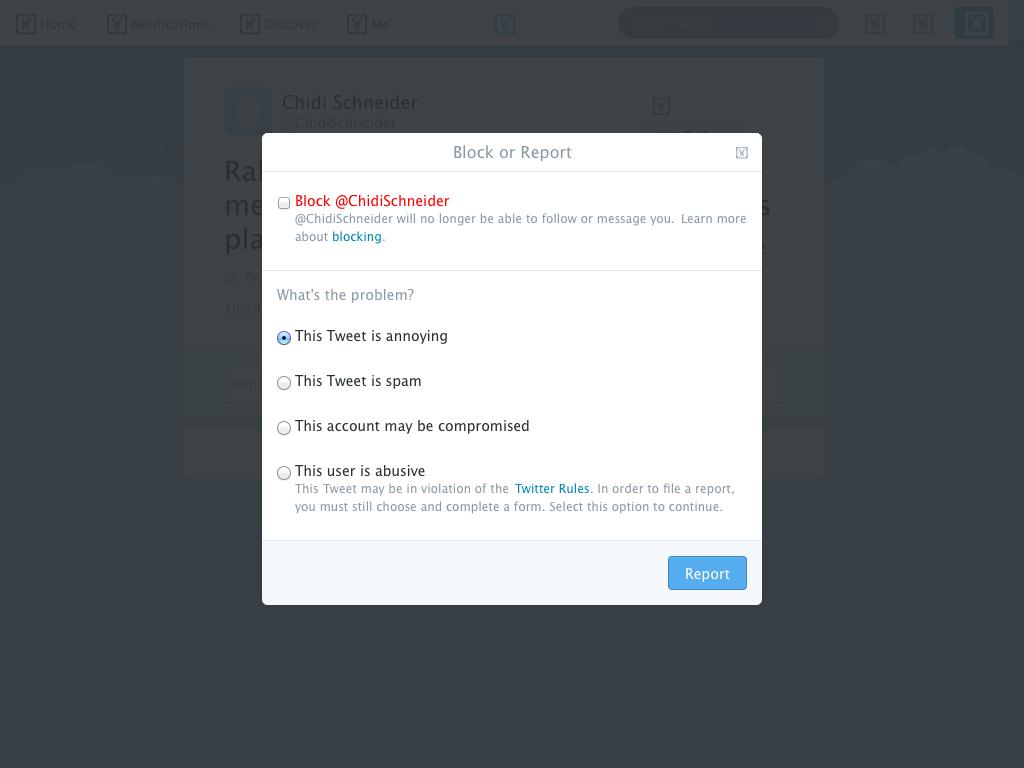 Home Notifications Discover Me Search Twitter
Chidi Schneider
@ChidiSchneider
Block or Report
Block @ChidiSchneider
@ChidiSchneider will no longer be able to follow or message you. Learn more
about blocking.
What's the problem?
This Tweet is annoying
This Tweet is spam
This account may be compromised
This user is abusive
This Tweet may be in violation of the Twitter Rules. In order to file a report,
you must still choose and complete a form. Select this option to continue.
Report